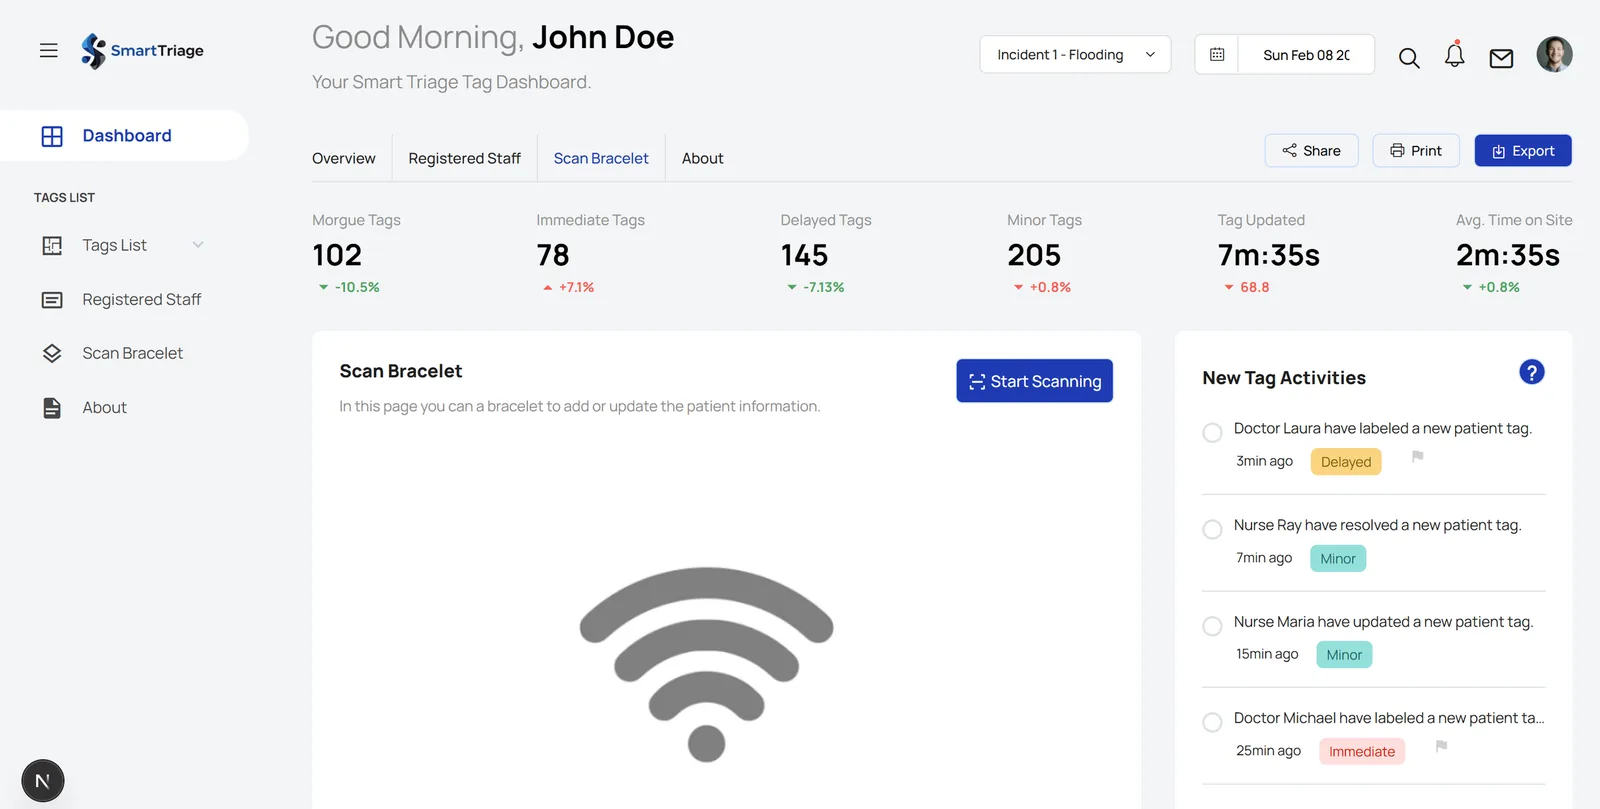 SmartTriage
Good Morning, John Doe
Your Smart Triage Tag Dashboard.
Incident 1 - Flooding
Sun Feb 08 20
Dashboard
TAGS LIST
Tags List
Registered Staff
Scan Bracelet
About
Overview
Registered Staff
Scan Bracelet
About
Share
Print
Export
Morgue Tags
102
-10.5%
Immediate Tags
78
+7.1%
Delayed Tags
145
-7.13%
Minor Tags
205
+0.8%
Tag Updated
7m:35s
68.8
Avg. Time on Site
2m:35s
+0.8%
Scan Bracelet
In this page you can a bracelet to add or update the patient information.
Start Scanning
New Tag Activities
?
Doctor Laura have labeled a new patient tag.
3min ago Delayed
Nurse Ray have resolved a new patient tag.
7min ago Minor
Nurse Maria have updated a new patient tag.
15min ago Minor
Doctor Michael have labeled a new patient ta...
25min ago Immediate
N